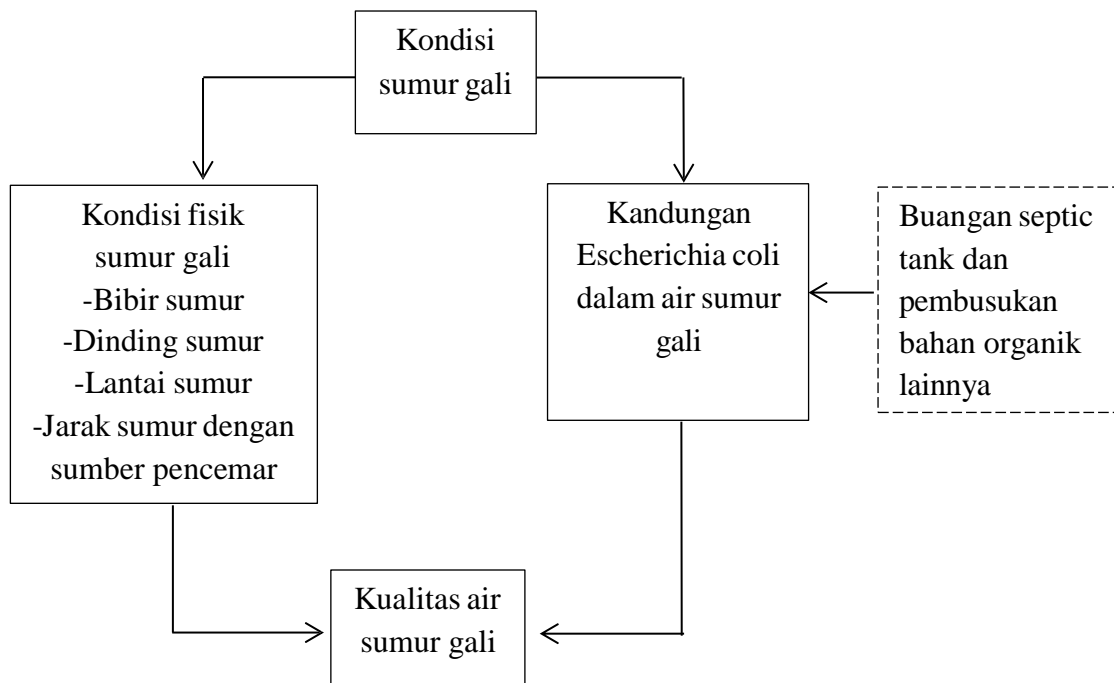 Kondisi
sumur gali
Kondisi fisik
sumur gali
-Bibir sumur
-Dinding sumur
-Lantai sumur
-Jarak sumur dengan
sumber pencemar
Kandungan
Escherichia coli
dalam air sumur
gali
Buangan septic
tank dan
pembusukan
bahan organik
lainnya
Kualitas air
sumur gali